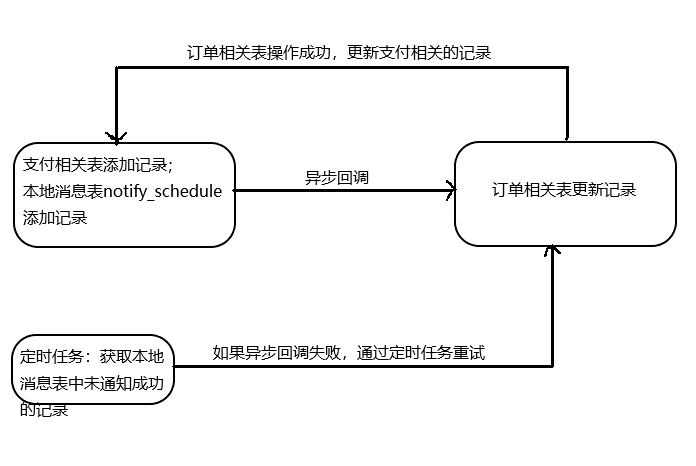 订单相关表操作成功，更新支付相关的记录
支付相关表添加记录；
本地消息表notify_schedule
添加记录
异步回调
订单相关表更新记录
定时任务：获取本地
消息表中未通知成功
的记录
如果异步回调失败，通过定时任务重试